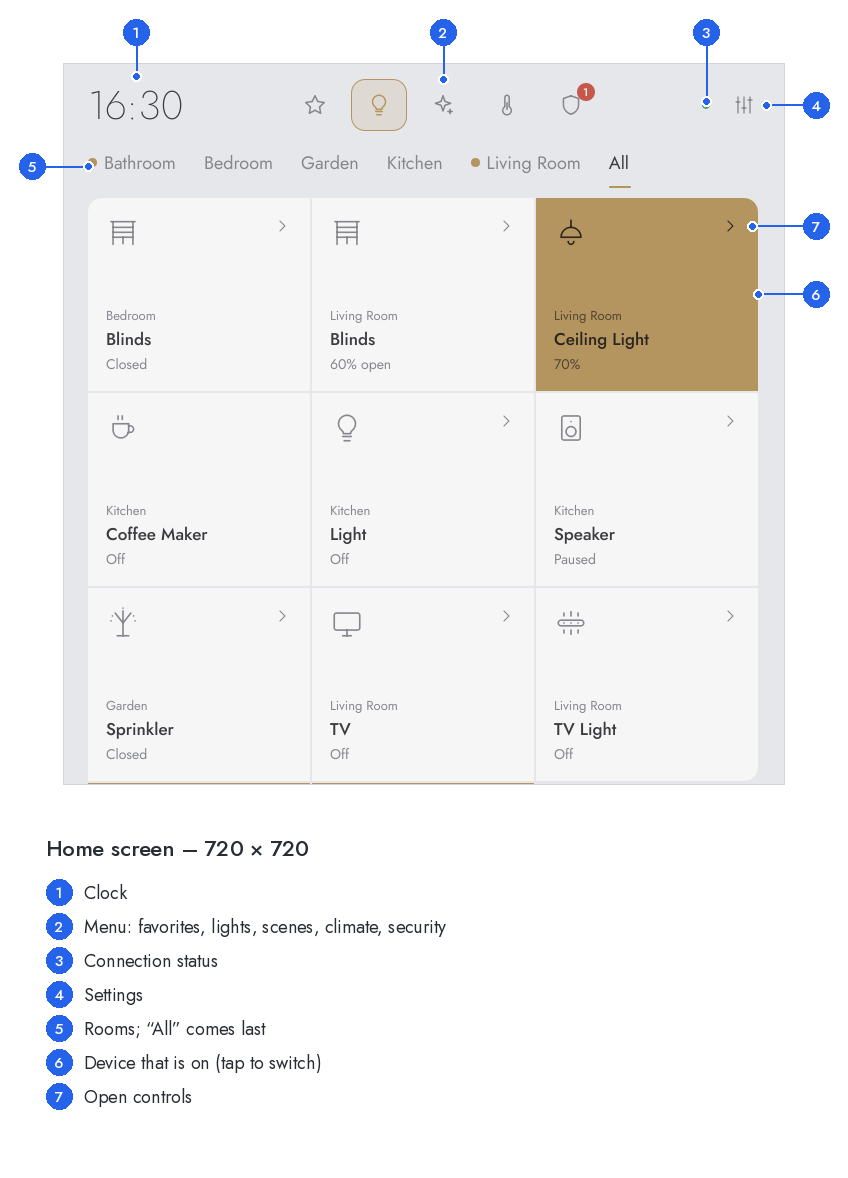 1
2
3
16:30
1
4
5
Bathroom Bedroom Garden Kitchen Living Room All
7
6
Bedroom
Blinds
Closed
Living Room
Blinds
60% open
Living Room
Ceiling Light
70%
Kitchen
Coffee Maker
Off
Kitchen
Light
Off
Kitchen
Speaker
Paused
Garden
Sprinkler
Closed
Living Room
TV
Off
Living Room
TV Light
Off
Home screen – 720 × 720
1 Clock
2 Menu: favorites, lights, scenes, climate, security
3 Connection status
4 Settings
5 Rooms; “All” comes last
6 Device that is on (tap to switch)
7 Open controls